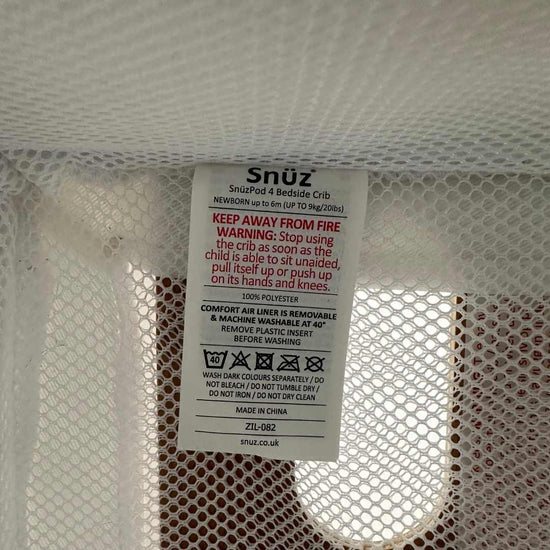 Snüz
SnüzPod 4 Bedside Crib
NEWBORN up to 6m (UP TO 9kg/20lbs)
KEEP AWAY FROM FIRE
WARNING: Stop using
the crib as soon as the
child is able to sit unaided,
pull itself up or push up
on its hands and knees.
100% POLYESTER
COMFORT AIR LINER IS REMOVABLE
& MACHINE WASHABLE AT 40°
REMOVE PLASTIC INSERT
BEFORE WASHING
40
WASH DARK COLOURS SEPARATELY / DO
NOT BLEACH / DO NOT TUMBLE DRY /
DO NOT IRON / DO NOT DRY CLEAN
MADE IN CHINA
ZIL-082
snuz.co.uk